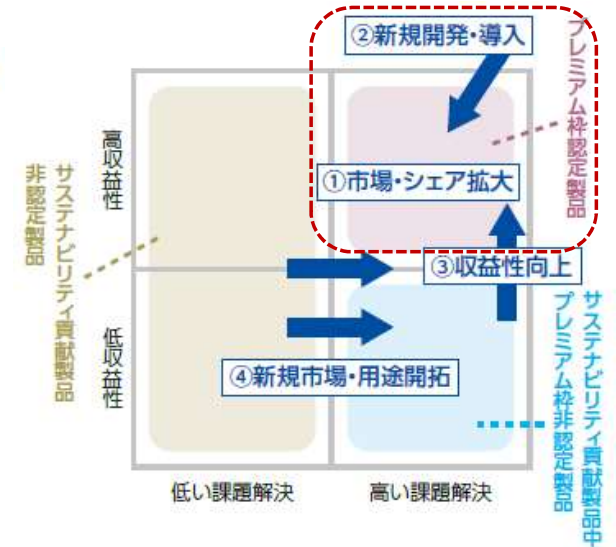 ②新規開発・導入
プレミアム枠認定製品
高収益性
①市場・シェア拡大
サステナビリティ貢献製品
非認定製品
③収益性向上
低収益性
④新規市場・用途開拓
サステナビリティ貢献製品中
プレミアム枠非認定製品
低い課題解決
高い課題解決